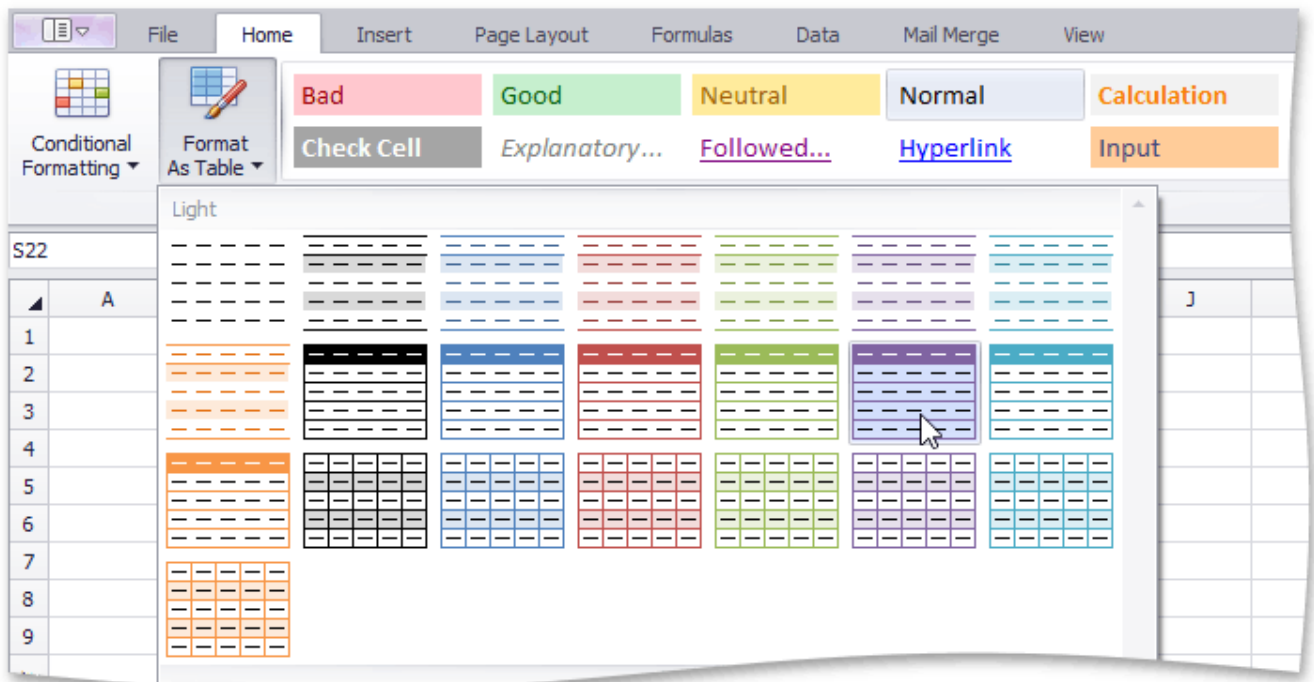 File Home Insert Page Layout Formulas Data Mail Merge View
Bad Good Neutral Normal Calculation
Conditional Formatting
Format As Table
Check Cell Explanatory... Followed... Hyperlink Input
Light
S22
A J
1
2
3
4
5
6
7
8
9